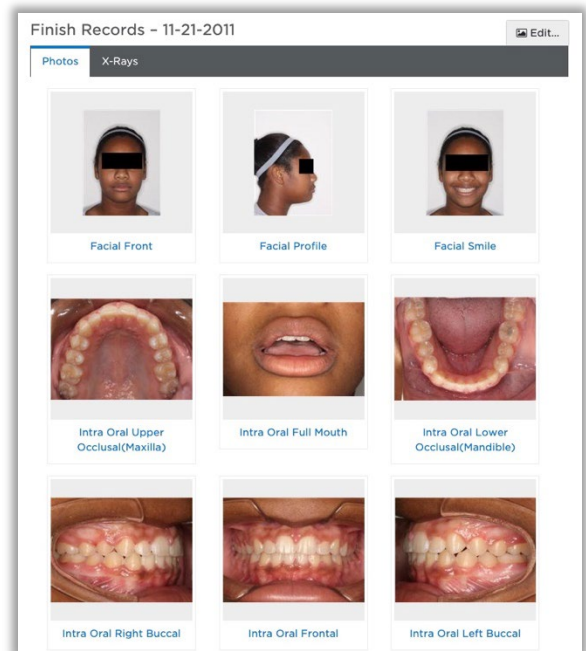 Finish Records – 11-21-2011
Edit...
Photos
X-Rays
Facial Front
Facial Profile
Facial Smile
Intra Oral Upper
Occlusal(Maxilla)
Intra Oral Full Mouth
Intra Oral Lower
Occlusal(Mandible)
Intra Oral Right Buccal
Intra Oral Frontal
Intra Oral Left Buccal